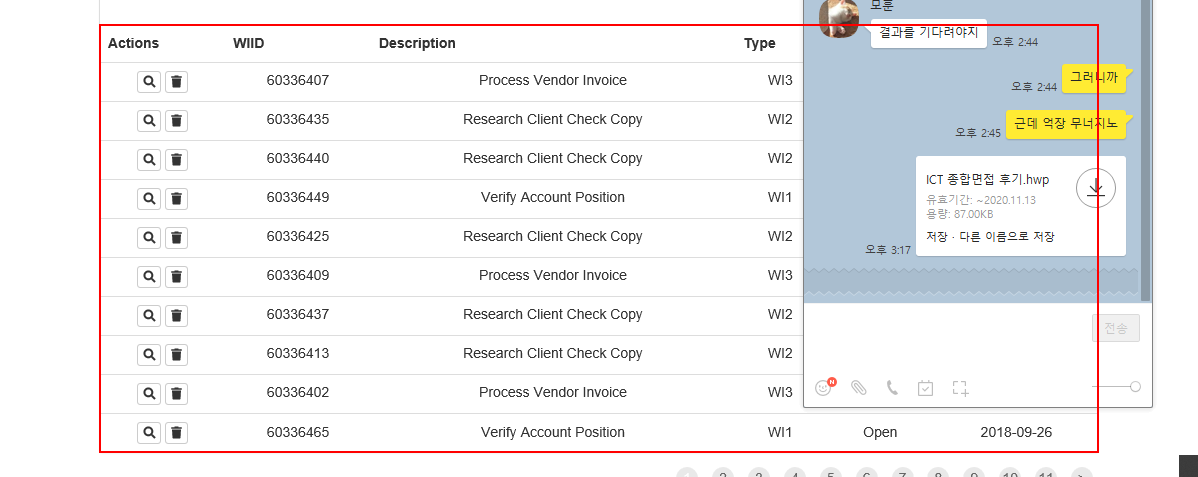 모훈
결과를 기다려야지
오후 2:44
그러니까
오후 2:44
근데 억장 무너지노
오후 2:45
ICT 종합면접 후기.hwp
유효기간: ~2020.11.13
용량: 87.00KB
저장 · 다른 이름으로 저장
오후 3:17
전송
N
Actions WIID Description Type
60336407 Process Vendor Invoice WI3
60336435 Research Client Check Copy WI2
60336440 Research Client Check Copy WI2
60336449 Verify Account Position WI1
60336425 Research Client Check Copy WI2
60336409 Process Vendor Invoice WI3
60336437 Research Client Check Copy WI2
60336413 Research Client Check Copy WI2
60336402 Process Vendor Invoice WI3
60336465 Verify Account Position WI1 Open 2018-09-26
1 2 3 4 5 6 7 8 9 10 11 >